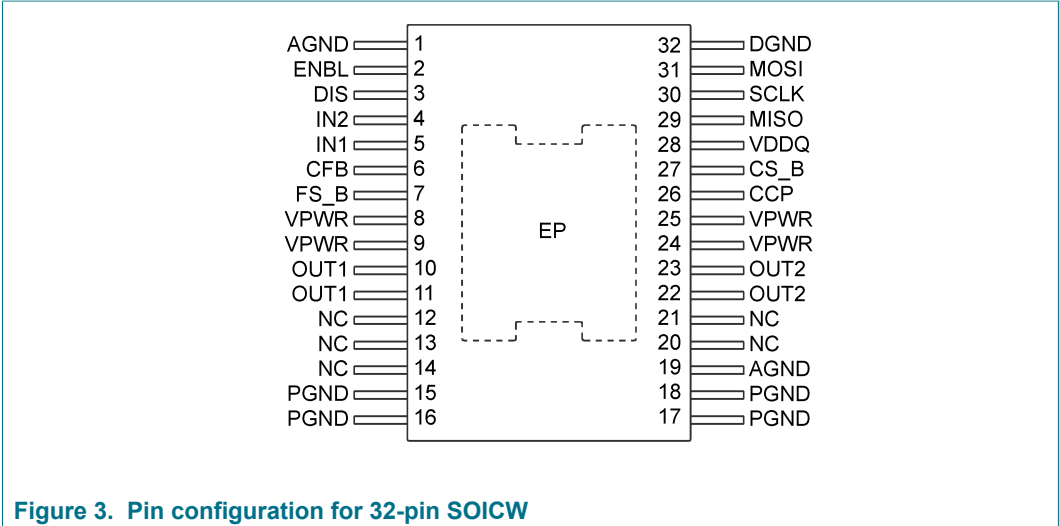 AGND 1 32 DGND
ENBL 2 31 MOSI
DIS 3 30 SCLK
IN2 4 29 MISO
IN1 5 28 VDDQ
CFB 6 27 CS_B
FS_B 7 26 CCP
VPWR 8 25 VPWR
VPWR 9 24 VPWR
EP
OUT1 10 23 OUT2
OUT1 11 22 OUT2
NC 12 21 NC
NC 13 20 NC
NC 14 19 AGND
PGND 15 18 PGND
PGND 16 17 PGND
Figure 3. Pin configuration for 32-pin SOICW